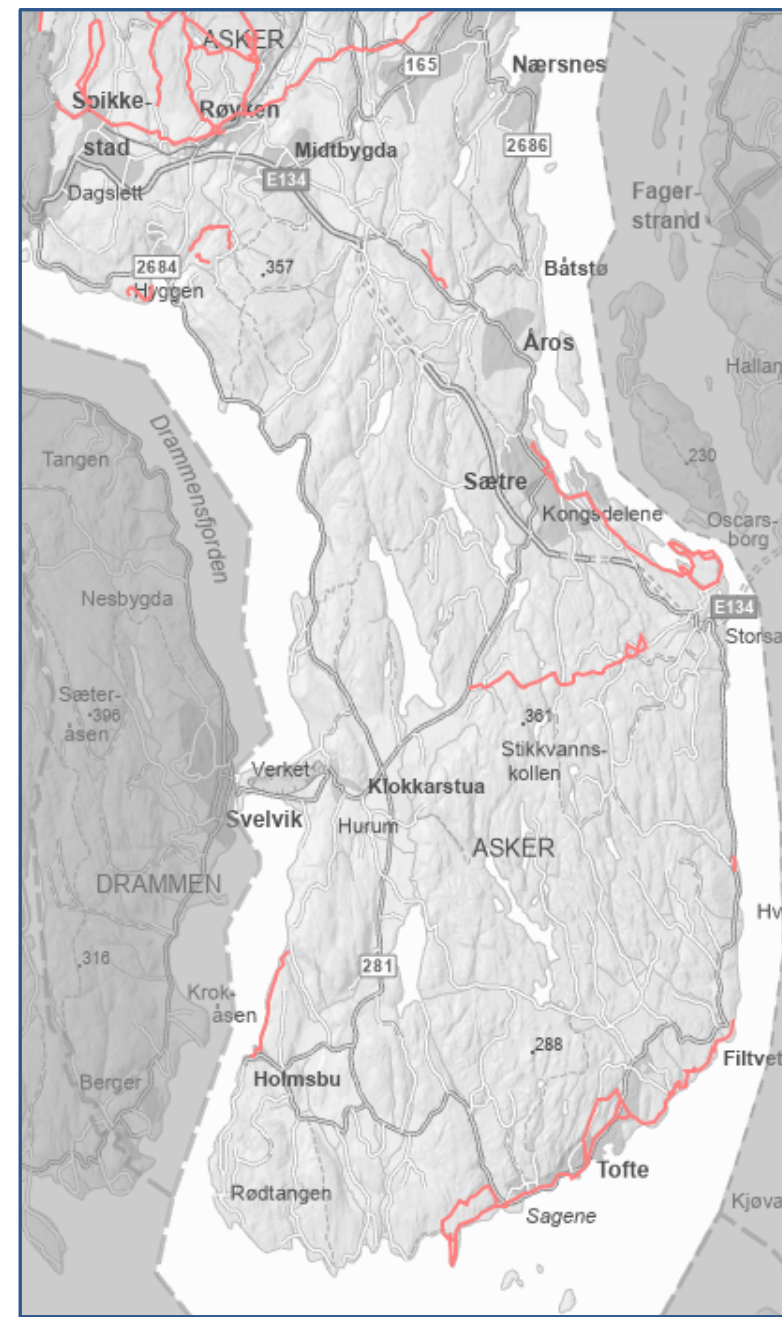 ASKER
165
Nærsnes
Spikke-
Røyken
stad
Midtbygda
2686
E134
Dagslett
Fager-
strand
2684
357
Båtstø
Hyggen
Åros
Hallan
Drammensfjorden
Tangen
230
Sætre
Kongsdelene
Oscars-
borg
Nesbygda
E134
Storsa
Sæter-
396
åsen
361
Stikkvanns-
kollen
Verket
Klokkarstua
Svelvik
Hurum
ASKER
DRAMMEN
Hv
316
281
Krok-
åsen
288
Filtvet
Berger
Holmsbu
Tofte
Rødtangen
Sagene
Kjøva